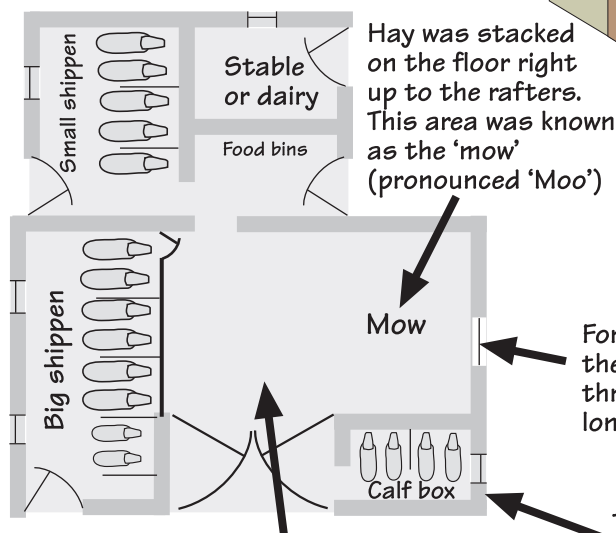 Small shippen
Stable
or dairy
Food bins
Hay was stacked
on the floor right
up to the rafters.
This area was known
as the ‘mow’
(pronounced ‘Moo’)
Big shippen
Mow
Calf box